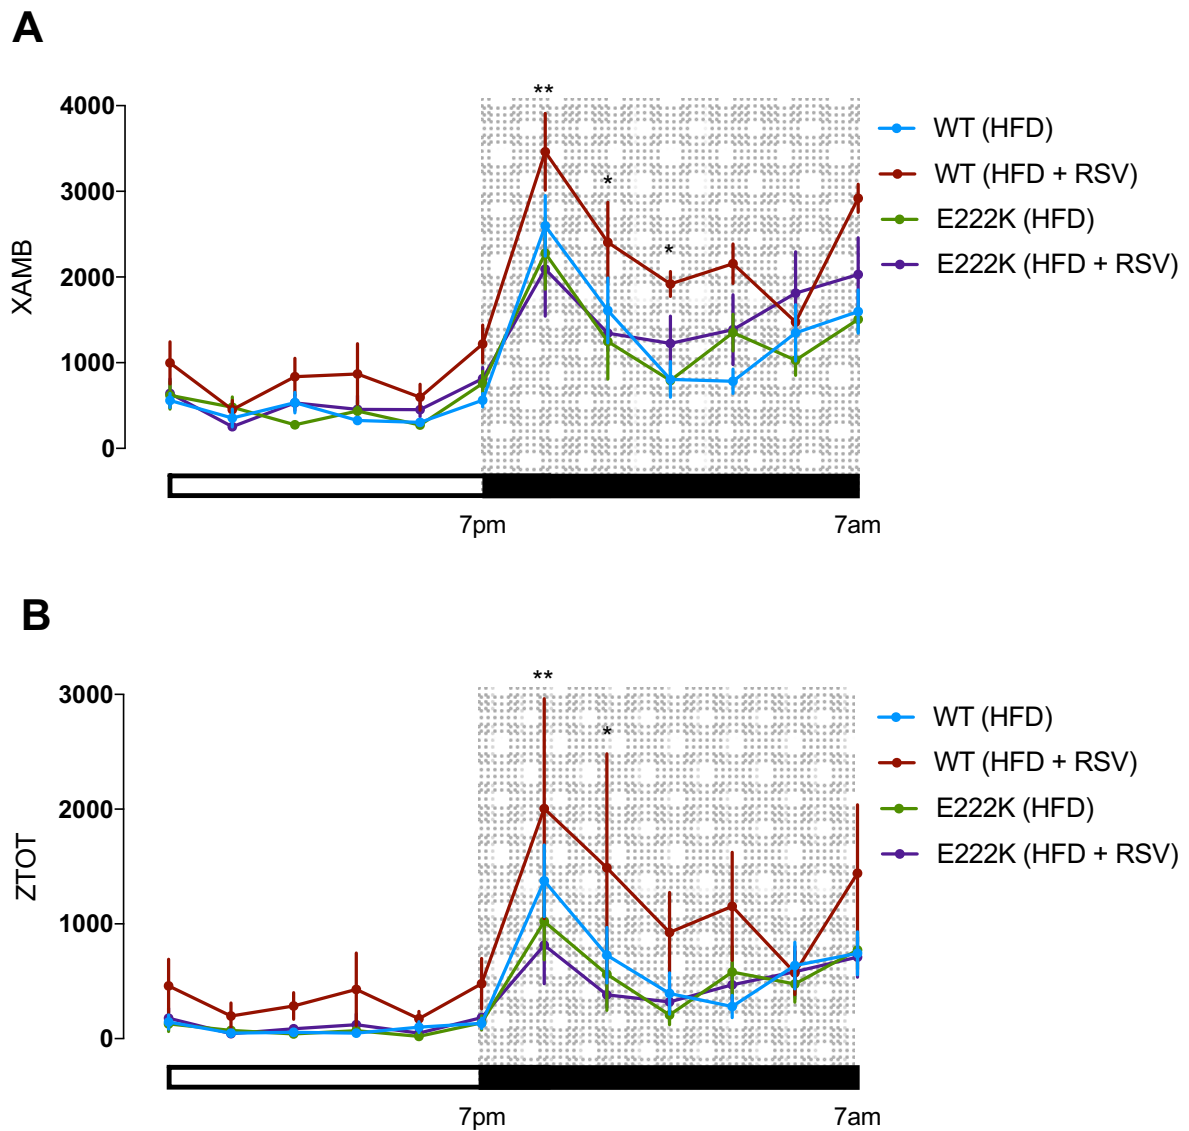 A
XAMB
4000
3000
2000
1000
0
**
*
*
7pm
7am
WT (HFD)
WT (HFD + RSV)
E222K (HFD)
E222K (HFD + RSV)
B
ZTOT
3000
2000
1000
0
**
*
7pm
7am
WT (HFD)
WT (HFD + RSV)
E222K (HFD)
E222K (HFD + RSV)